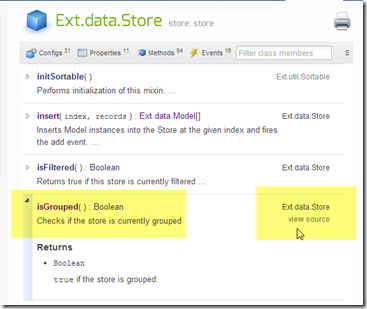 Ext.data.Store store: store
Configs 31 Properties 11 Methods 94 Events 16 Filter class members S
initSortable( ) Ext.util.Sortable
Performs initialization of this mixin. ...
insert( index, records ) : Ext.data.Model[] Ext.data.Store
Inserts Model instances into the Store at the given index and fires
the add event. ...
isFiltered( ) : Boolean Ext.data.Store
Returns true if this store is currently filtered ...
isGrouped( ) : Boolean Ext.data.Store
Checks if the store is currently grouped view source
Returns
• Boolean
true if the store is grouped.